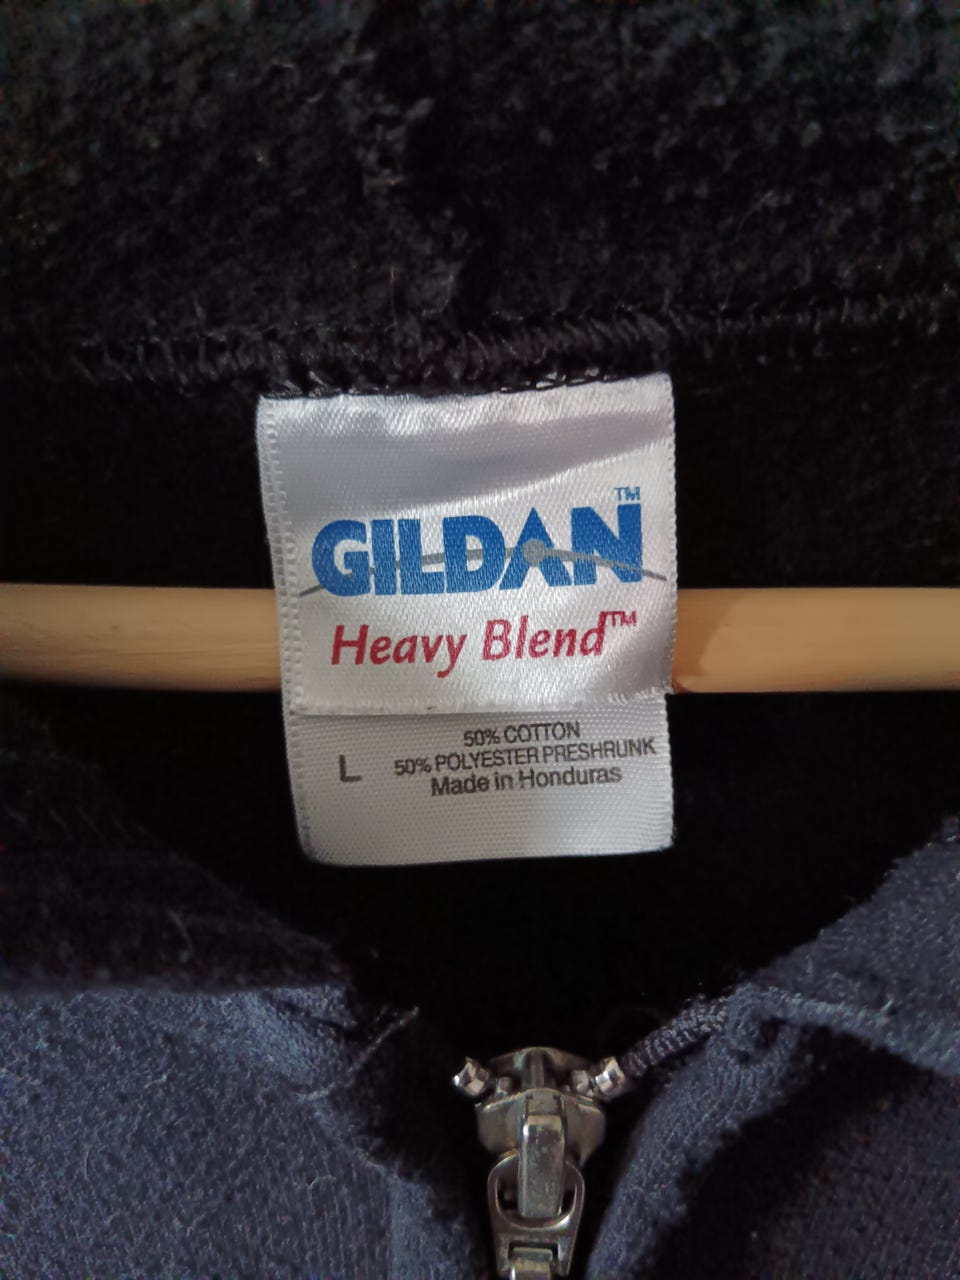 GILDAN™
Heavy Blend™
50% COTTON
L 50% POLYESTER PRESHRUNK
Made in Honduras